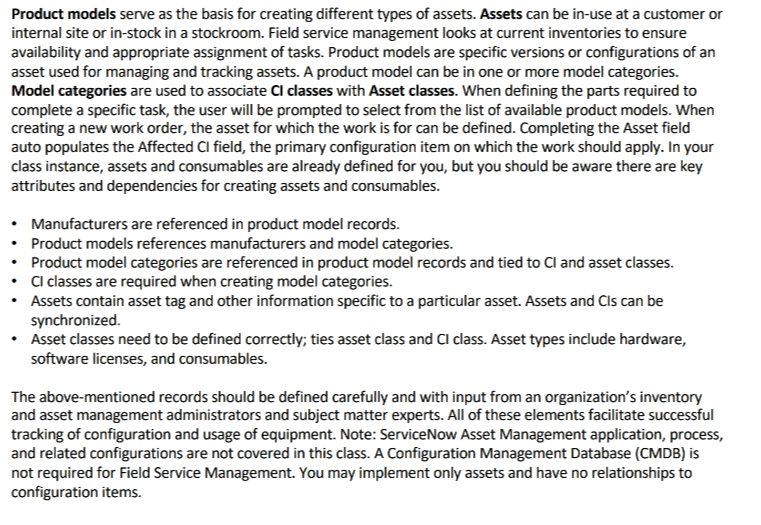 Product models serve as the basis for creating different types of assets. Assets can be in-use at a customer or
internal site or in-stock in a stockroom. Field service management looks at current inventories to ensure
availability and appropriate assignment of tasks. Product models are specific versions or configurations of an
asset used for managing and tracking assets. A product model can be in one or more model categories.
Model categories are used to associate CI classes with Asset classes. When defining the parts required to
complete a specific task, the user will be prompted to select from the list of available product models. When
creating a new work order, the asset for which the work is for can be defined. Completing the Asset field
auto populates the Affected CI field, the primary configuration item on which the work should apply. In your
class instance, assets and consumables are already defined for you, but you should be aware there are key
attributes and dependencies for creating assets and consumables.
• Manufacturers are referenced in product model records.
• Product models references manufacturers and model categories.
• Product model categories are referenced in product model records and tied to CI and asset classes.
• CI classes are required when creating model categories.
• Assets contain asset tag and other information specific to a particular asset. Assets and CIs can be
synchronized.
• Asset classes need to be defined correctly; ties asset class and CI class. Asset types include hardware,
software licenses, and consumables.
The above-mentioned records should be defined carefully and with input from an organization's inventory
and asset management administrators and subject matter experts. All of these elements facilitate successful
tracking of configuration and usage of equipment. Note: ServiceNow Asset Management application, process,
and related configurations are not covered in this class. A Configuration Management Database (CMDB) is
not required for Field Service Management. You may implement only assets and have no relationships to
configuration items.